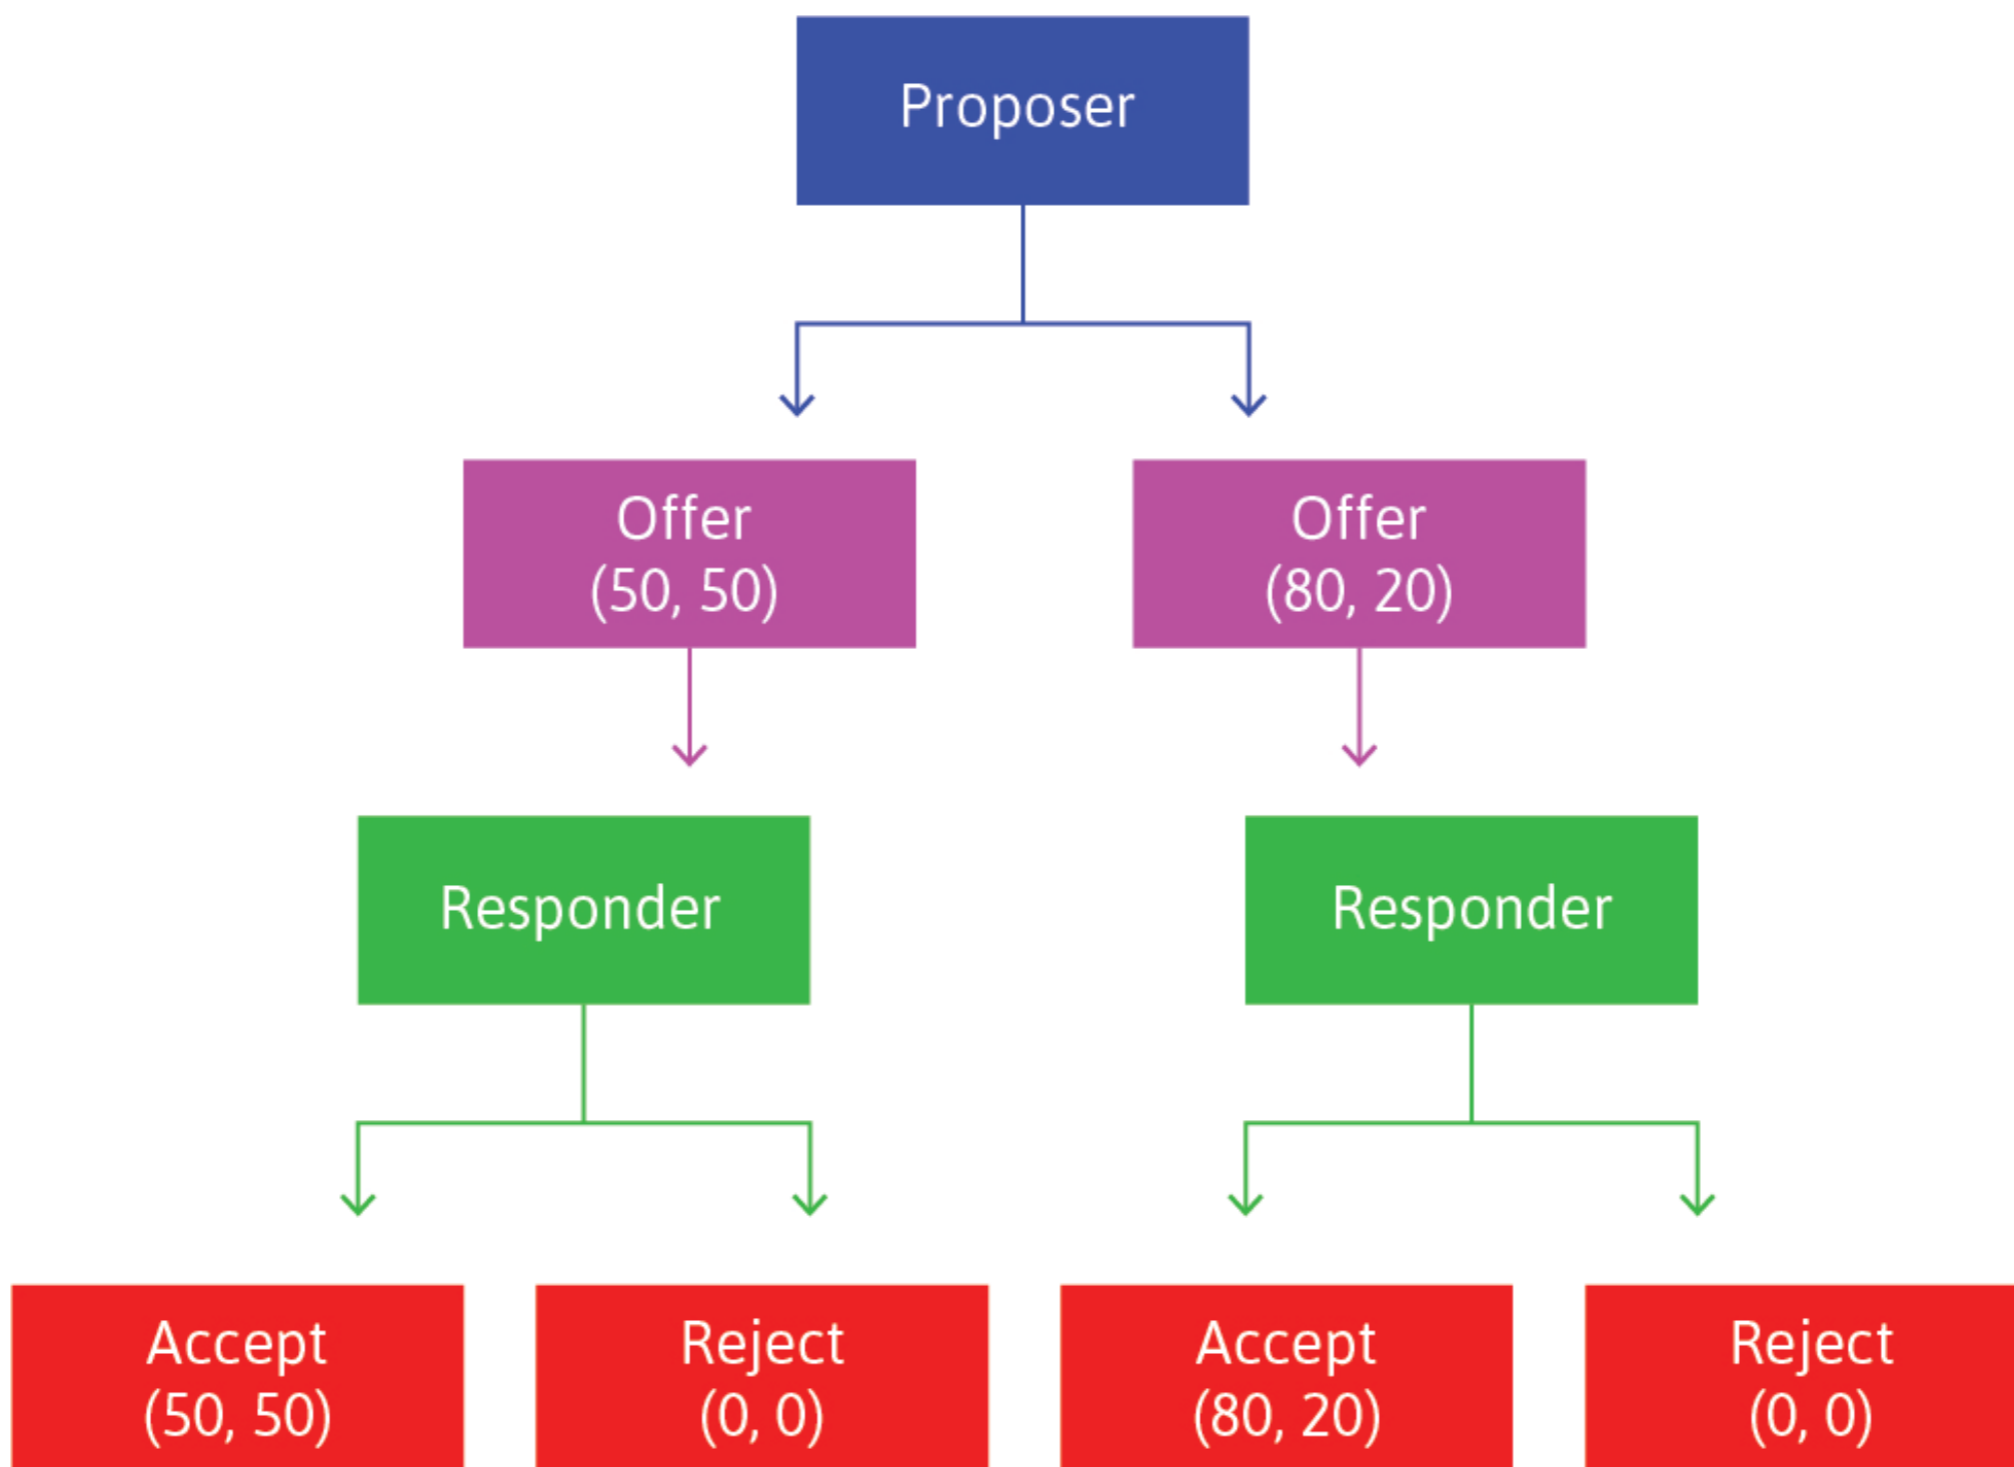 Proposer
Offer
(50, 50)
Offer
(80, 20)
Responder
Responder
Accept
(50, 50)
Reject
(0, 0)
Accept
(80, 20)
Reject
(0, 0)